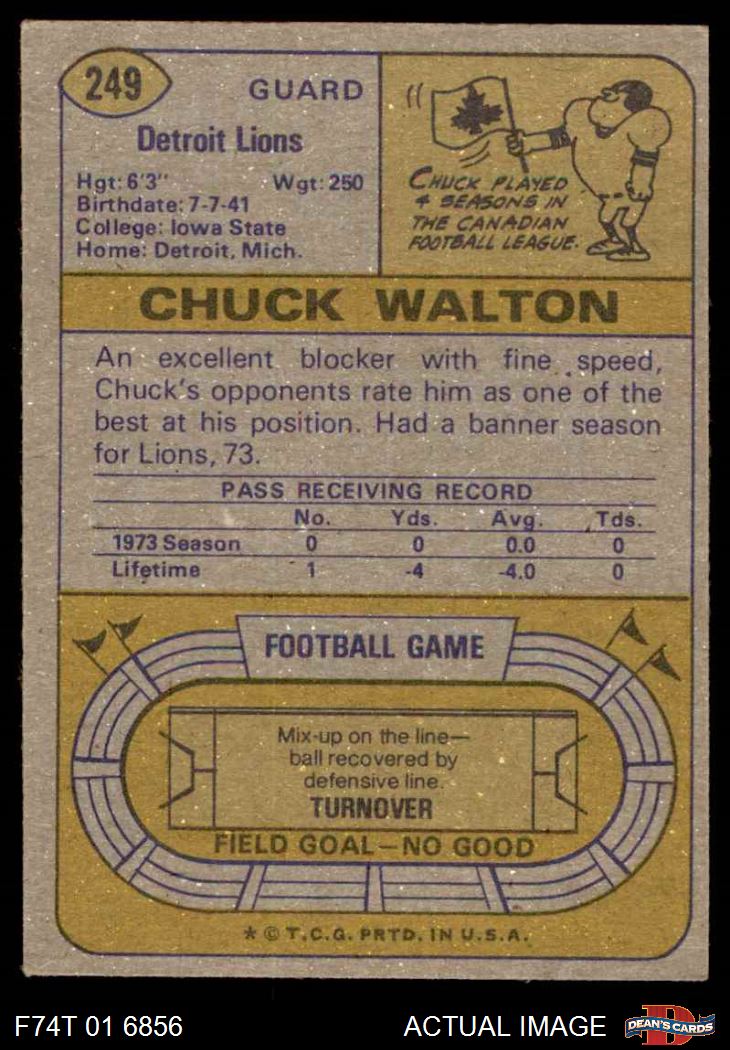 249
GUARD
Detroit Lions
Hgt: 6'3" Wgt: 250
Birthdate: 7-7-41
College: Iowa State
Home: Detroit, Mich.
CHUCK PLAYED
4 SEASONS IN
THE CANADIAN
FOOTBALL LEAGUE.
CHUCK WALTON
An excellent blocker with fine speed,
Chuck's opponents rate him as one of the
best at his position. Had a banner season
for Lions, 73.
PASS RECEIVING RECORD
No. Yds. Avg. Tds.
1973 Season 0 0 0.0 0
Lifetime 1 -4 -4.0 0
FOOTBALL GAME
Mix-up on the line—
ball recovered by
defensive line.
TURNOVER
FIELD GOAL—NO GOOD
* © T.C.G. PRTD. IN U.S.A.
F74T 01 6856
ACTUAL IMAGE
D
DEAN'S CARDS